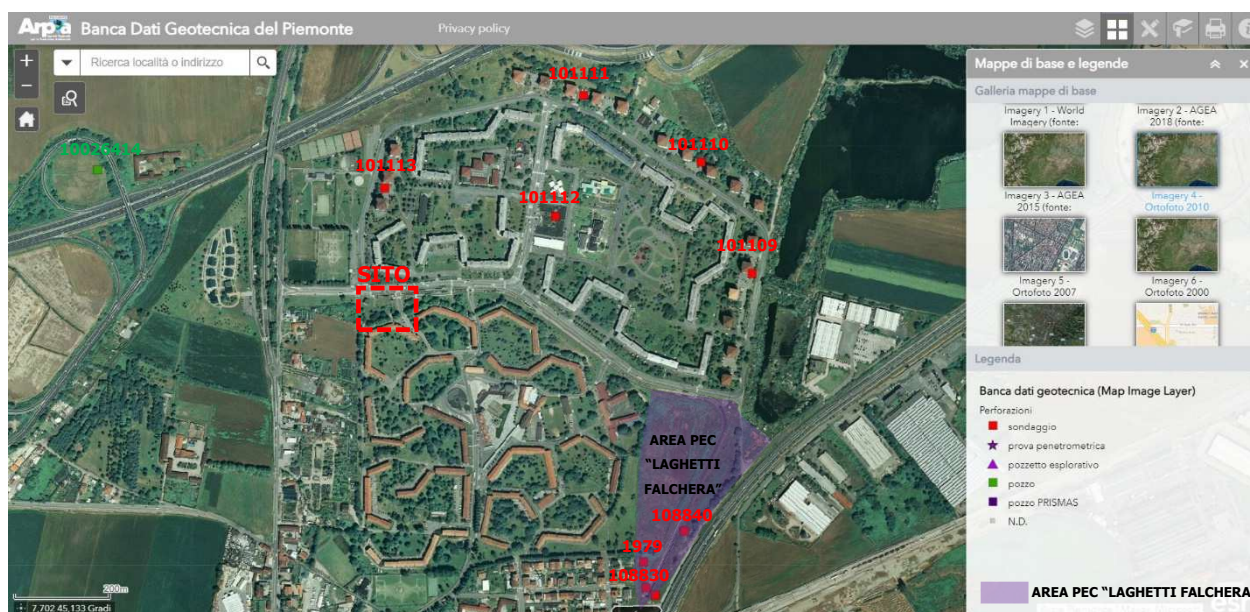 Arpa Banca Dati Geotecnica del Piemonte
Privacy policy
Ricerca località o indirizzo
101111
10026414
101110
101113
101112
101109
SITO
AREA PEC
“LAGHETTI
FALCHERA”
108840
1979
108830
200m
7.702 45,133 Gradi
Mappe di base e legende
Galleria mappe di base
Imagery 1 - World
Imagery (fonte:
Imagery 2 - AGEA
2018 (fonte:
Imagery 3 - AGEA
2015 (fonte:
Imagery 4 -
Ortofoto 2010
Imagery 5 -
Ortofoto 2007
Imagery 6 -
Ortofoto 2000
Legenda
Banca dati geotecnica (Map Image Layer)
Perforazioni
sondaggio
prova penetrometrica
pozzetto esplorativo
pozzo
pozzo PRISMAS
N.D.
AREA PEC “LAGHETTI FALCHERA